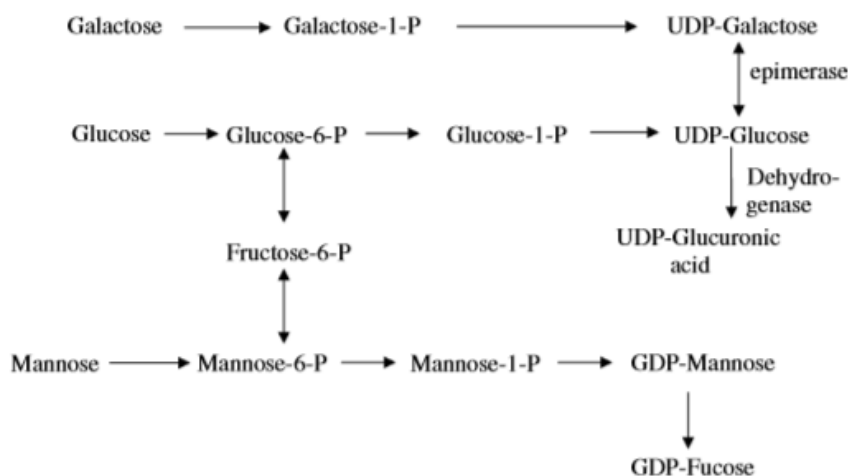 Galactose Galactose-1-P UDP-Galactose
epimerase
Glucose Glucose-6-P Glucose-1-P UDP-Glucose
Dehydro-
genase
Fructose-6-P UDP-Glucuronic
acid
Mannose Mannose-6-P Mannose-1-P GDP-Mannose
GDP-Fucose